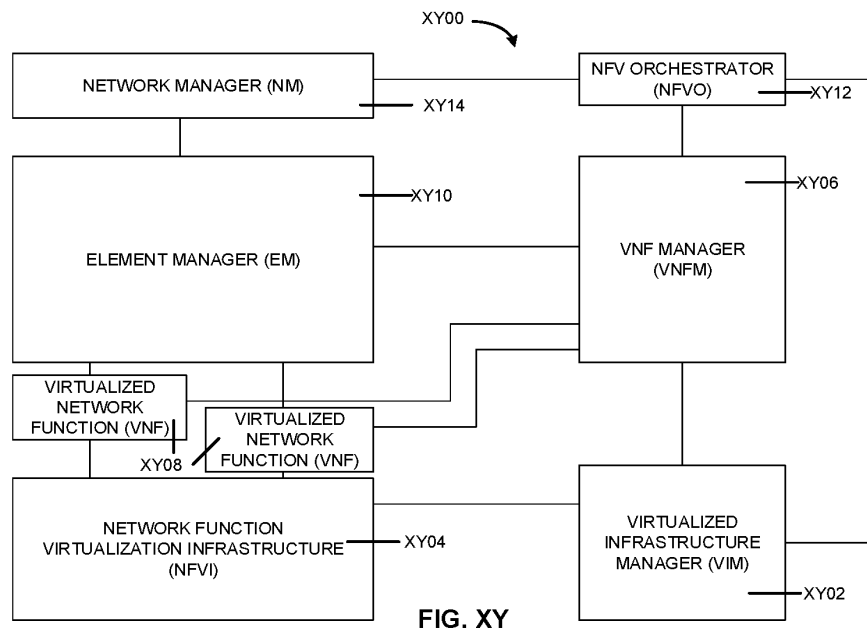 XY00
NETWORK MANAGER (NM)
XY14
NFV ORCHESTRATOR
(NFVO)
XY12
XY10
ELEMENT MANAGER (EM)
XY06
VNF MANAGER
(VNFM)
VIRTUALIZED
NETWORK
FUNCTION (VNF)
VIRTUALIZED
NETWORK
FUNCTION (VNF)
XY08
NETWORK FUNCTION
VIRTUALIZATION INFRASTRUCTURE
(NFVI)
XY04
VIRTUALIZED
INFRASTRUCTURE
MANAGER (VIM)
XY02
FIG. XY